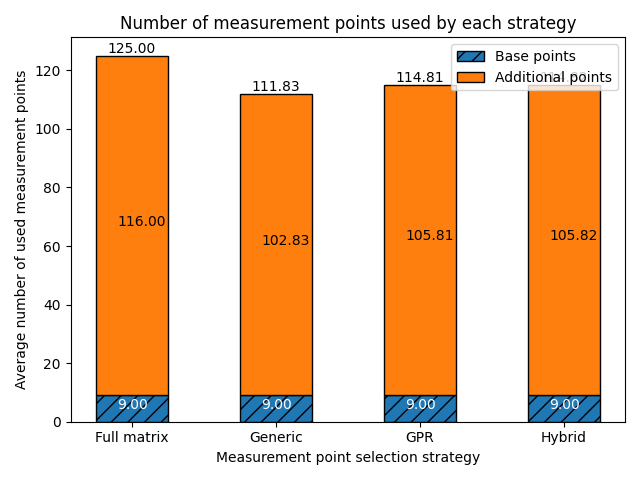 Number of measurement points used by each strategy
Base points
Additional points
125.00
111.83
114.81
116.00
102.83
105.81
105.82
9.00
9.00
9.00
9.00
Average number of used measurement points
120
100
80
60
40
20
0
Full matrix
Generic
GPR
Hybrid
Measurement point selection strategy